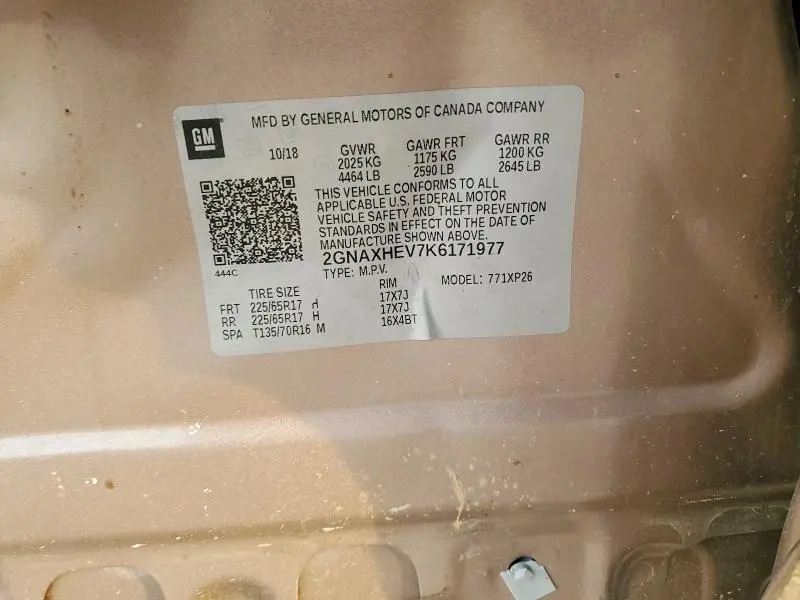 MFD BY GENERAL MOTORS OF CANADA COMPANY
GM
10/18 GVWR GAWR FRT GAWR RR
2025 KG 1175 KG 1200 KG
4464 LB 2590 LB 2645 LB
THIS VEHICLE CONFORMS TO ALL
APPLICABLE U.S. FEDERAL MOTOR
VEHICLE SAFETY AND THEFT PREVENTION
STANDARDS IN EFFECT ON THE DATE OF
MANUFACTURE SHOWN ABOVE.
2GNAXHEV7K6171977
444C
TYPE: M.P.V. MODEL: 771XP26
TIRE SIZE RIM
FRT 225/65R17 H 17X7J
RR 225/65R17 H 17X7J
SPA T135/70R16 M 16X4BT